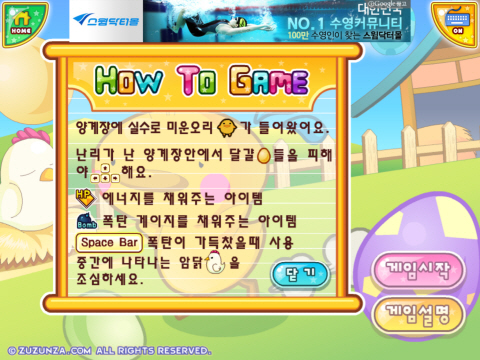 HOME
스윔닥터몰
@Google 광고
대한민국
NO.1 수영커뮤니티
100만 수영인이 찾는 스윔닥터몰
ON
HOW TO GAME
양계장에 실수로 미운오리 가 들어왔어요.
난리가 난 양계장안에서 달걀 들을 피해
야 해요.
HP 에너지를 채워주는 아이템
Bomb 폭탄 게이지를 채워주는 아이템
Space Bar 폭탄이 가득찼을때 사용
중간에 나타나는 암탉 을
조심하세요.
닫기
게임시작
게임설명
© ZUZUNZA.COM ALL RIGHTS RESERVED.